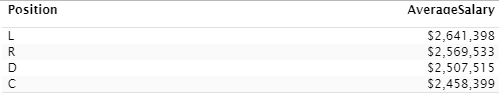 Position AverageSalary
L $2,641,398
R $2,569,533
D $2,507,515
C $2,458,399